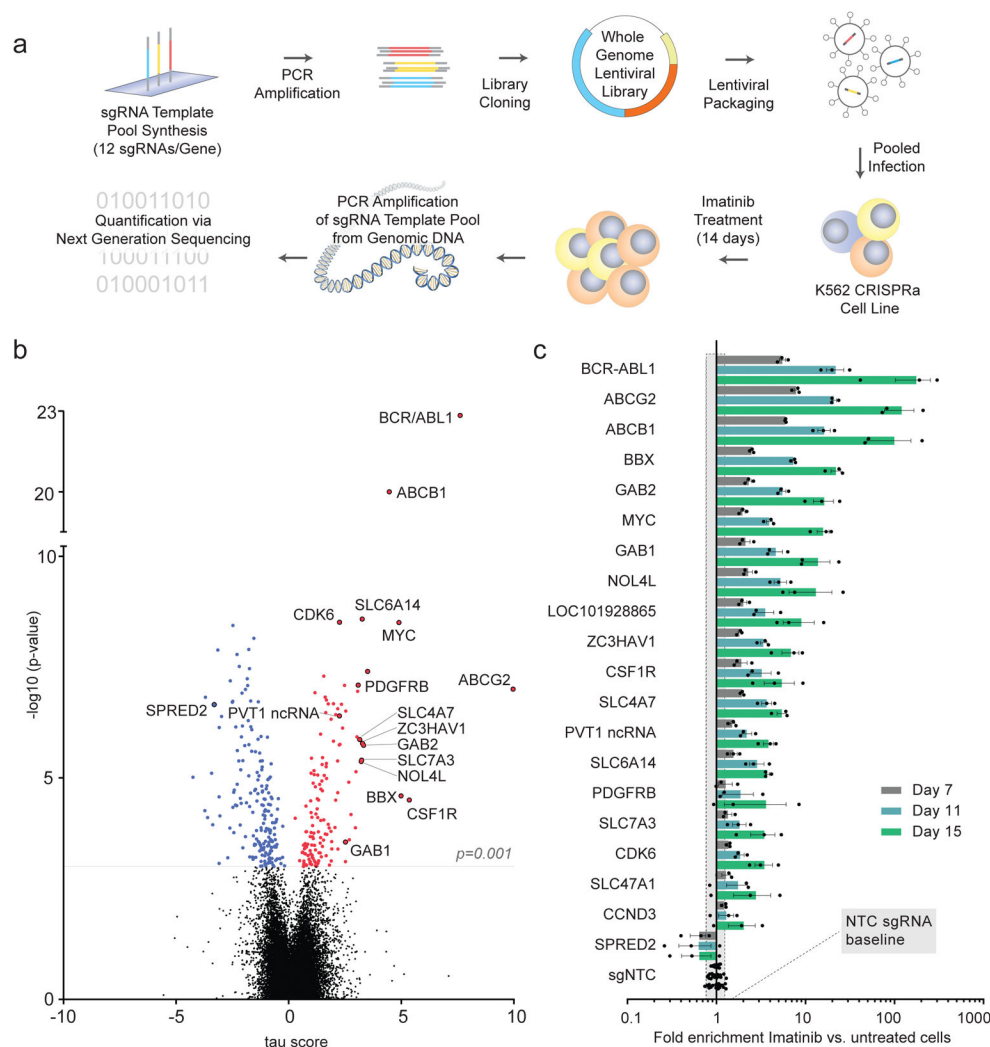 a
sgRNA Template
Pool Synthesis
(12 sgRNAs/Gene)
PCR
Amplification
Library
Cloning
Whole
Genome
Lentiviral
Library
Lentiviral
Packaging
Pooled
Infection
K562 CRISPRa
Cell Line
Imatinib
Treatment
(14 days)
PCR Amplification
of sgRNA Template Pool
from Genomic DNA
010011010
Quantification via
Next Generation Sequencing
100011100
010001011
b
-log10 (p-value)
23
20
10
5
0
BCR/ABL1
ABCB1
SLC6A14
CDK6
MYC
ABCG2
PDGFRB
SPRED2
PVT1 ncRNA
SLC4A7
ZC3HAV1
GAB2
SLC7A3
NOL4L
BBX
CSF1R
GAB1
p=0.001
-10
-5
0
5
10
tau score
c
BCR-ABL1
ABCG2
ABCB1
BBX
GAB2
MYC
GAB1
NOL4L
LOC101928865
ZC3HAV1
CSF1R
SLC4A7
PVT1 ncRNA
SLC6A14
PDGFRB
SLC7A3
CDK6
SLC47A1
CCND3
SPRED2
sgNTC
Day 7
Day 11
Day 15
NTC sgRNA
baseline
0.1
1
10
100
1000
Fold enrichment Imatinib vs. untreated cells